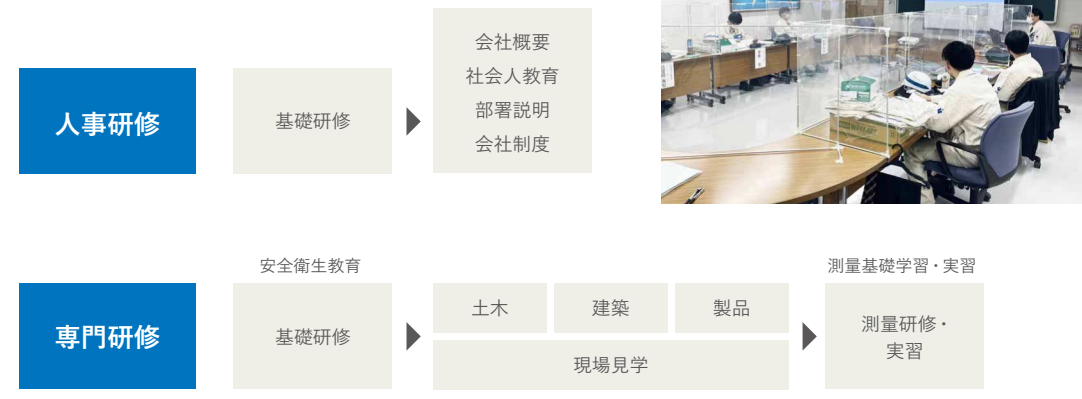 人事研修
基礎研修
会社概要
社会人教育
部署説明
会社制度
安全衛生教育
測量基礎学習・実習
専門研修
基礎研修
土木
建築
製品
現場見学
測量研修・
実習